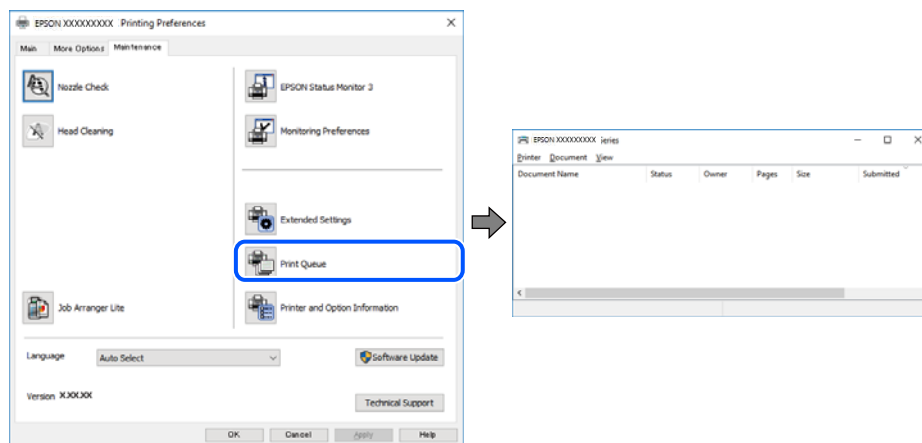 EPSON XXXXXXXXX Printing Preferences
Main More Options Maintenance
Nozzle Check
EPSON Status Monitor 3
Head Cleaning
Monitoring Preferences
Extended Settings
Print Queue
Job Arranger Lite
Printer and Option Information
Language Auto Select
Software Update
Version X.XX.XX
Technical Support
OK Cancel Apply Help
EPSON XXXXXXXXX ieries
Printer Document View
Document Name Status Owner Pages Size Submitted